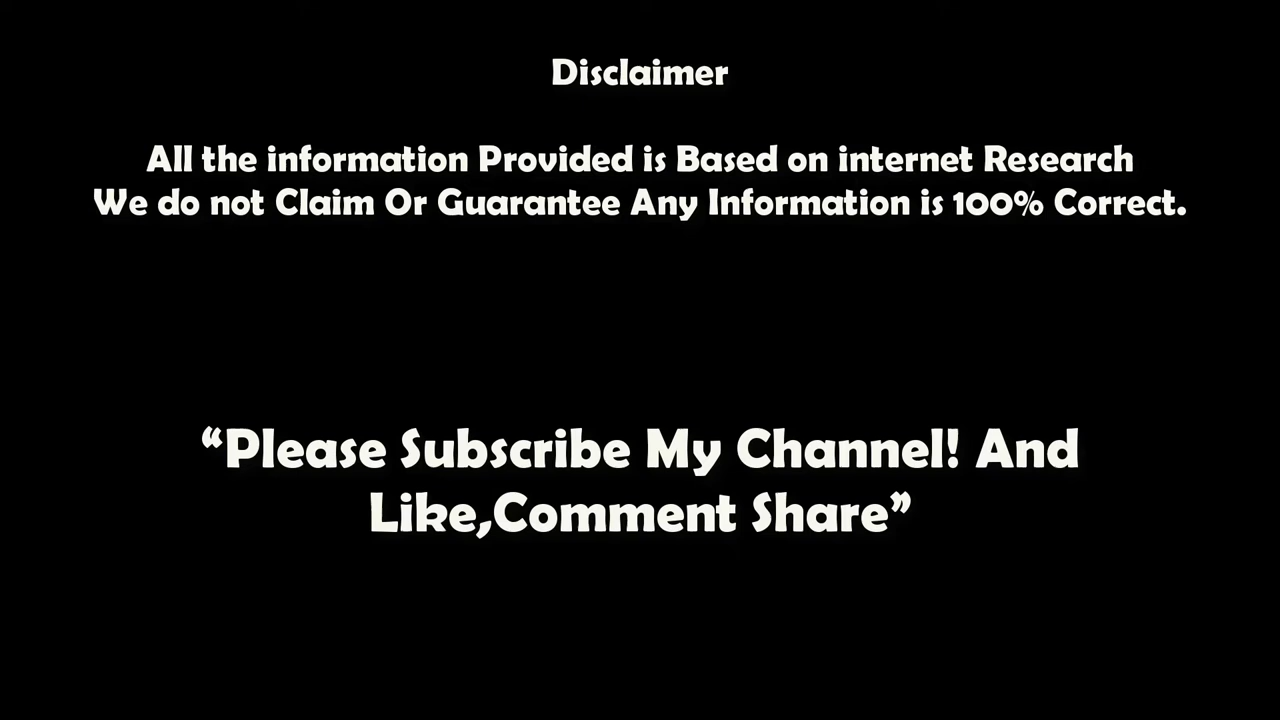 Disclaimer
All the information Provided is Based on internet Research
We do not Claim Or Guarantee Any Information is 100% Correct.
“Please Subscribe My Channel! And
Like,Comment Share”